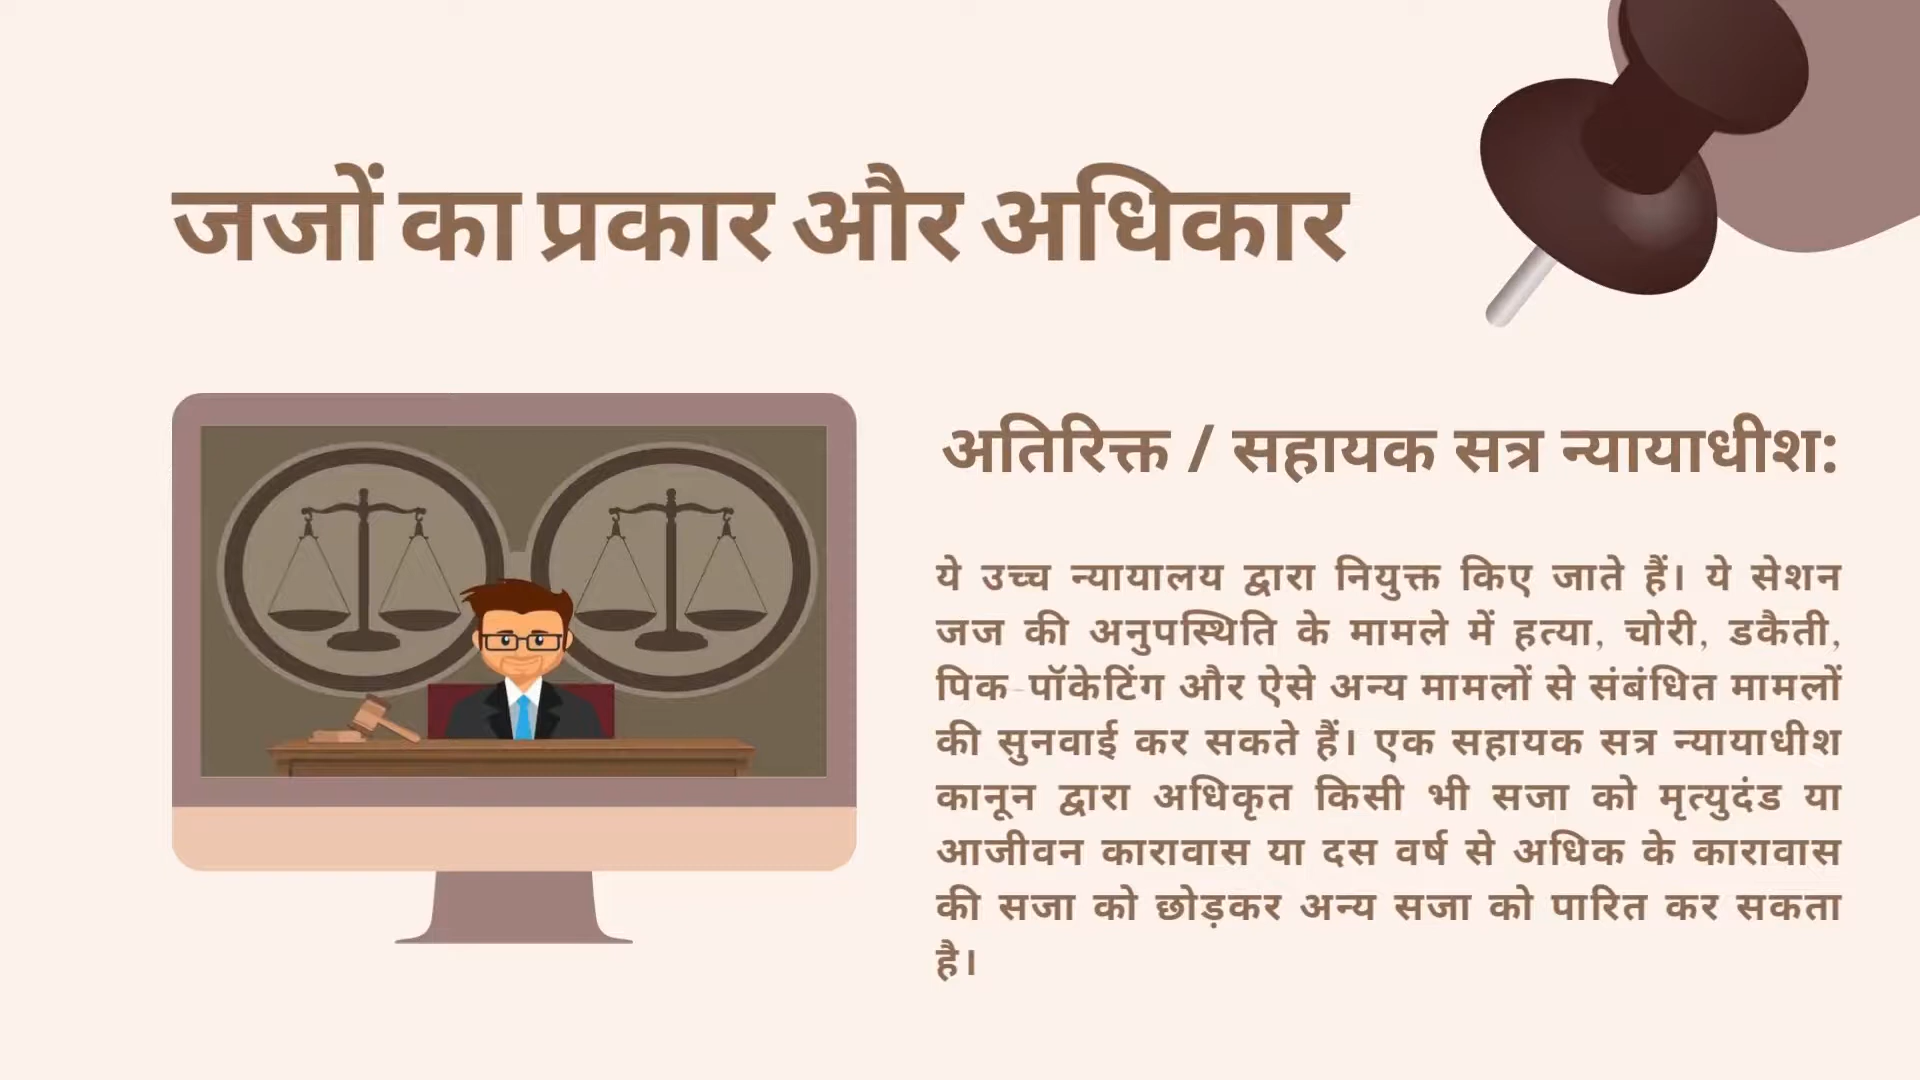 जजों का प्रकार और अधिकार
अतिरिक्त / सहायक सत्र न्यायाधीश:
ये उच्च न्यायालय द्वारा नियुक्त किए जाते हैं। ये सेशन
जज की अनुपस्थिति के मामले में हत्या, चोरी, डकैती,
पिक-पॉकेटिंग और ऐसे अन्य मामलों से संबंधित मामलों
की सुनवाई कर सकते हैं। एक सहायक सत्र न्यायाधीश
कानून द्वारा अधिकृत किसी भी सजा को मृत्युदंड या
आजीवन कारावास या दस वर्ष से अधिक के कारावास
की सजा को छोड़कर अन्य सजा को पारित कर सकता
है।